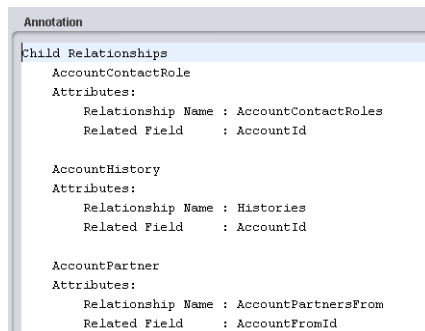 Annotation
Child Relationships
AccountContactRole
Attributes:
Relationship Name : AccountContactRoles
Related Field : AccountId
AccountHistory
Attributes:
Relationship Name : Histories
Related Field : AccountId
AccountPartner
Attributes:
Relationship Name : AccountPartnersFrom
Related Field : AccountFromId